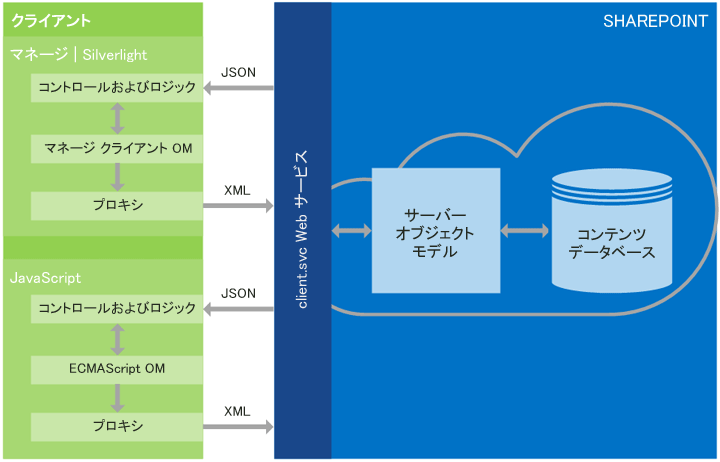 クライアント
マネージ | Silverlight
コントロールおよびロジック
マネージ クライアント OM
プロキシ
JavaScript
コントロールおよびロジック
ECMAScript OM
プロキシ
JSON
XML
JSON
XML
client.svc Web サービス
SHAREPOINT
サーバー
オブジェクト
モデル
コンテンツ
データベース